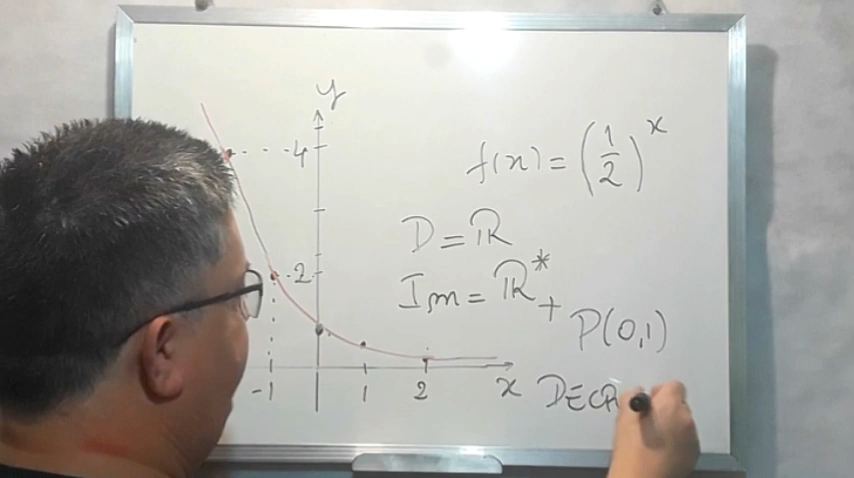 y
4
2
-1 1 2 x
f(x) = (1/2)^x
D = ℝ
Im = ℝ*+
P(0,1)
DECR